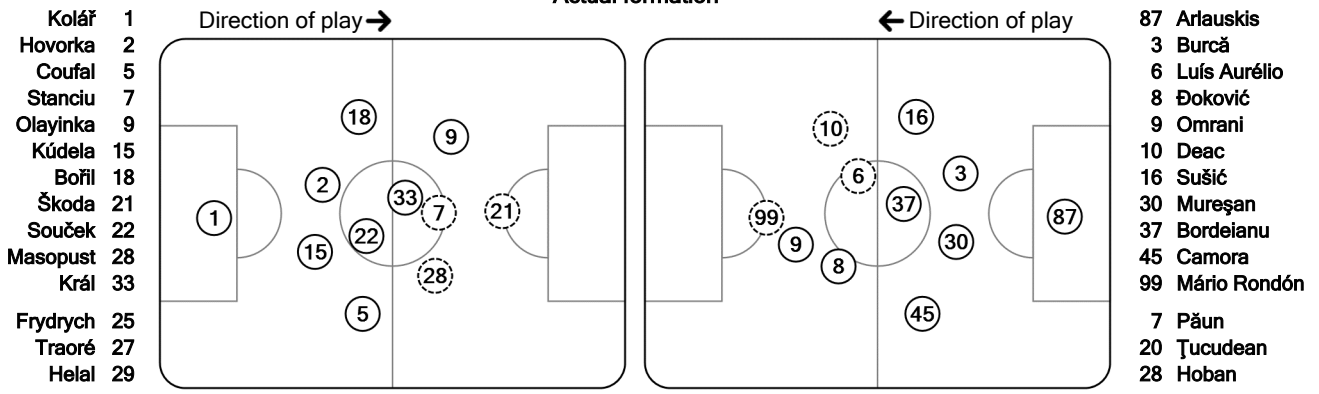 Actual formation
Direction of play
Direction of play
Kolář 1
Hovorka 2
Coufal 5
Stanciu 7
Olayinka 9
Kúdela 15
Bořil 18
Škoda 21
Souček 22
Masopust 28
Král 33
Frydrych 25
Traoré 27
Helal 29
18
9
2
33
7
21
1
22
15
28
5
10
16
6
3
37
99
87
9
30
8
45
87 Arlauskis
3 Burcă
6 Luís Aurélio
8 Đoković
9 Omrani
10 Deac
16 Sušić
30 Mureşan
37 Bordeianu
45 Camora
99 Mário Rondón
7 Păun
20 Ţucudean
28 Hoban